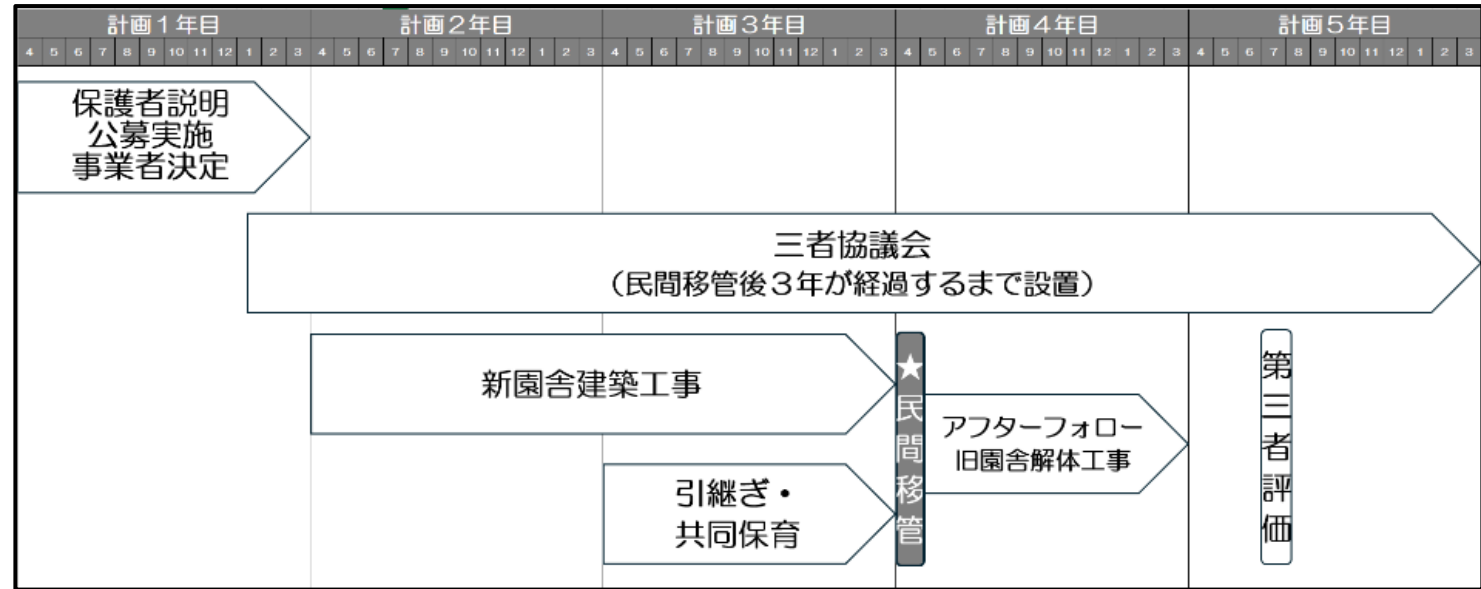 計画1年目 計画2年目 計画3年目 計画4年目 計画5年目
4 5 6 7 8 9 10 11 12 1 2 3 4 5 6 7 8 9 10 11 12 1 2 3 4 5 6 7 8 9 10 11 12 1 2 3 4 5 6 7 8 9 10 11 12 1 2 3 4 5 6 7 8 9 10 11 12 1 2 3
保護者説明
公募実施
事業者決定
三者協議会
（民間移管後３年が経過するまで設置）
新園舎建築工事
引継ぎ・
共同保育
★民間移管
アフターフォロー
旧園舎解体工事
第三者評価